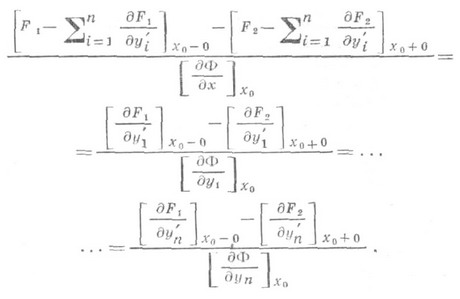 \frac{\left[F_1-\sum_{i=1}^{n}\frac{\partial F_1}{\partial y_i'}\right]_{x_0-0}-\left[F_2-\sum_{i=1}^{n}\frac{\partial F_2}{\partial y_i'}\right]_{x_0+0}}{\left[\frac{\partial \Phi}{\partial x}\right]_{x_0}}=
=\frac{\left[\frac{\partial F_1}{\partial y_1'}\right]_{x_0-0}-\left[\frac{\partial F_2}{\partial y_1'}\right]_{x_0+0}}{\left[\frac{\partial \Phi}{\partial y_1}\right]_{x_0}}=\ldots
\ldots=\frac{\left[\frac{\partial F_1}{\partial y_n'}\right]_{x_0-0}-\left[\frac{\partial F_2}{\partial y_n'}\right]_{x_0+0}}{\left[\frac{\partial \Phi}{\partial y_n}\right]_{x_0}}.